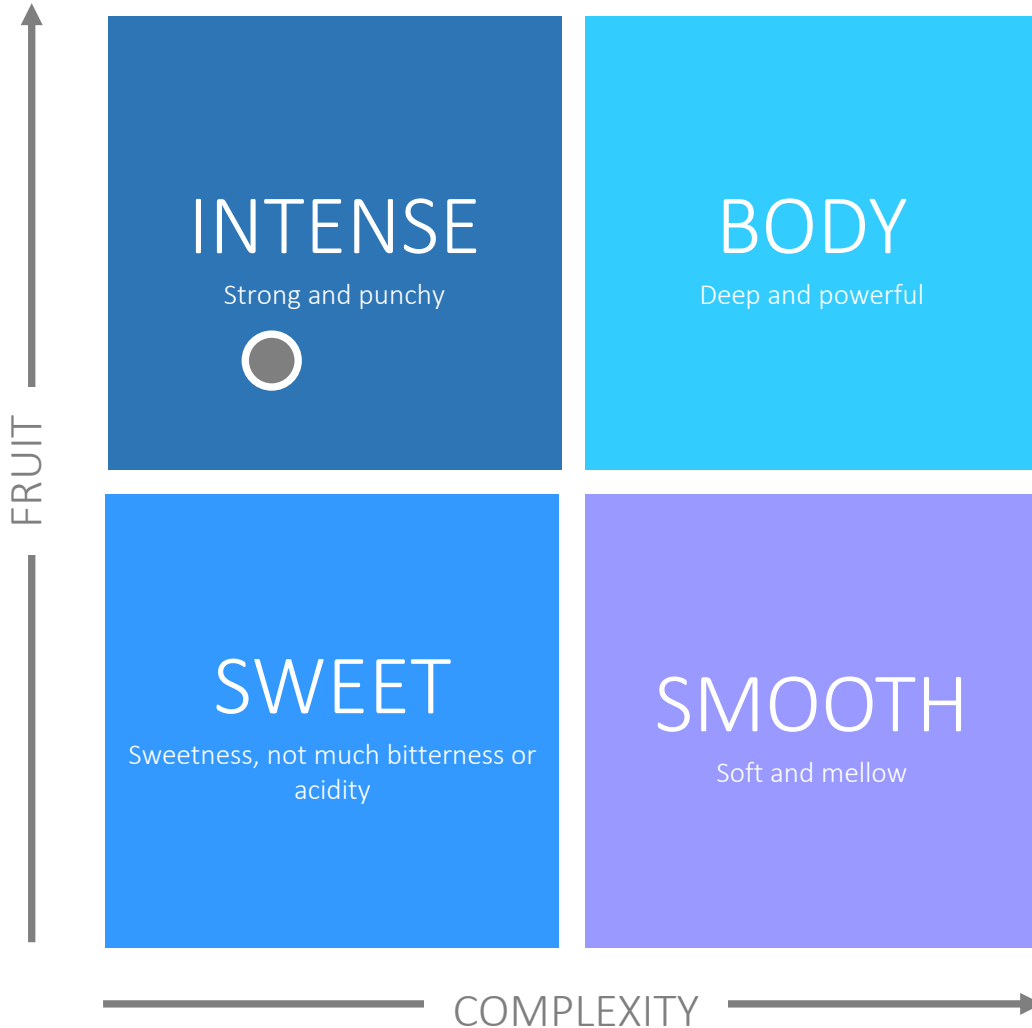 INTENSE
Strong and punchy
BODY
Deep and powerful
FRUIT
SWEET
Sweetness, not much bitterness or
acidity
SMOOTH
Soft and mellow
COMPLEXITY